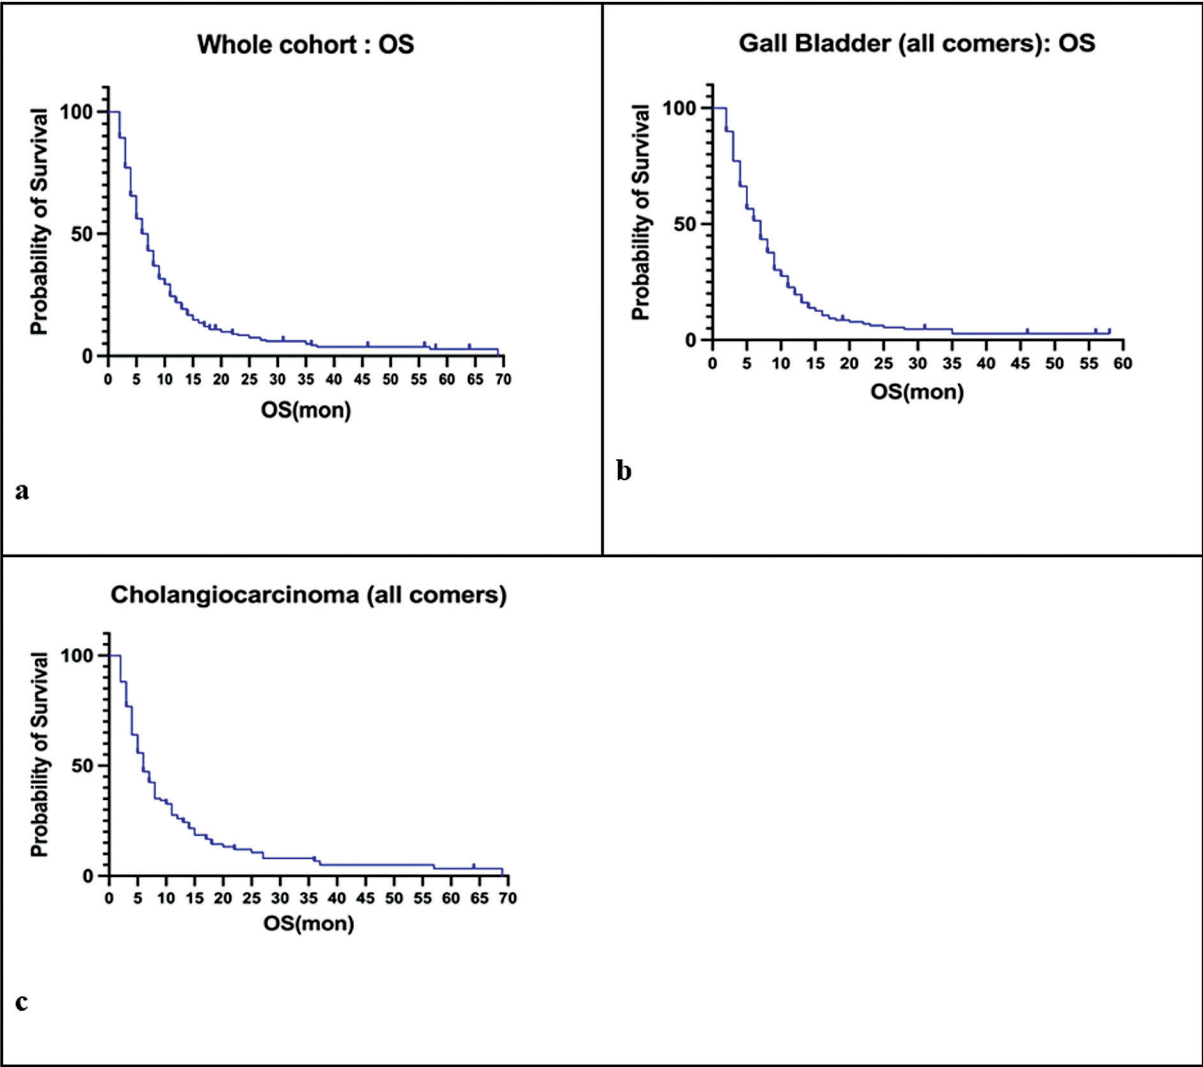 Whole cohort : OS
Probability of Survival
100
50
0
0 5 10 15 20 25 30 35 40 45 50 55 60 65 70
OS(mon)
a
Gall Bladder (all comers): OS
Probability of Survival
100
50
0
0 5 10 15 20 25 30 35 40 45 50 55 60
OS(mon)
b
Cholangiocarcinoma (all comers)
Probability of Survival
100
50
0
0 5 10 15 20 25 30 35 40 45 50 55 60 65 70
OS(mon)
c